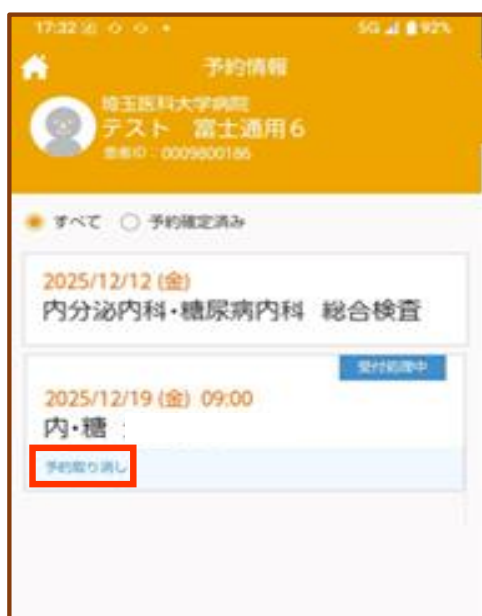 17:32
5G 92%
予約情報
埼玉医科大学病院
テスト 富士通用6
患者ID:0009800186
すべて 予約確定済み
2025/12/12 (金)
内分泌内科・糖尿病内科 総合検査
受付処理中
2025/12/19 (金) 09:00
内・糖
予約取り消し